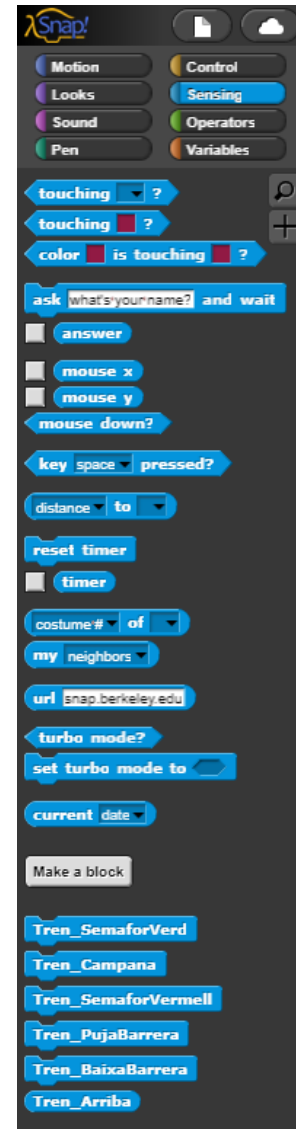 λSnap!
Motion Control
Looks Sensing
Sound Operators
Pen Variables
touching ?
touching ?
color is touching ?
ask what's your name? and wait
answer
mouse x
mouse y
mouse down?
key space pressed?
distance to
reset timer
timer
costume # of
my neighbors
url snap.berkeley.edu
turbo mode?
set turbo mode to
current date
Make a block
Tren_SemaforVerd
Tren_Campana
Tren_SemaforVermell
Tren_PujaBarrera
Tren_BaixaBarrera
Tren_Arriba